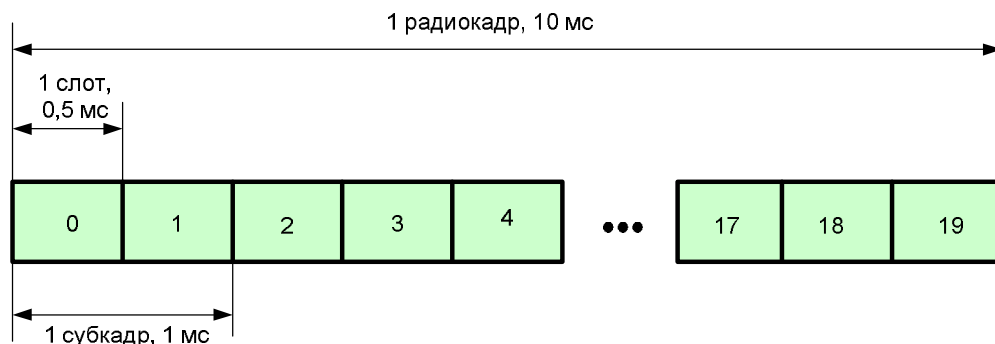 1 радиокадр, 10 мс
1 слот,
0,5 мс
0 1 2 3 4 ••• 17 18 19
1 субкадр, 1 мс